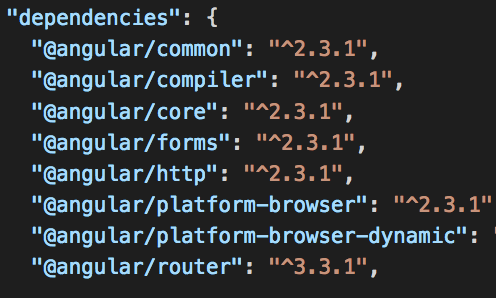 "dependencies": {
"@angular/common": "^2.3.1",
"@angular/compiler": "^2.3.1",
"@angular/core": "^2.3.1",
"@angular/forms": "^2.3.1",
"@angular/http": "^2.3.1",
"@angular/platform-browser": "^2.3.1"
"@angular/platform-browser-dynamic": "
"@angular/router": "^3.3.1",